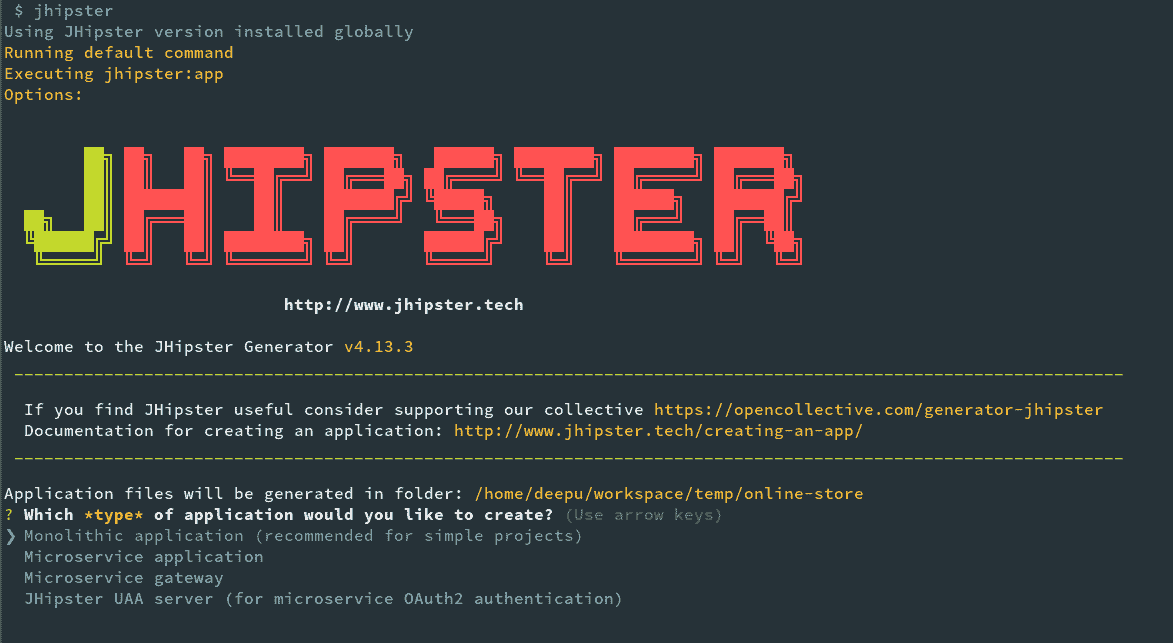 $ jhipster
Using JHipster version installed globally
Running default command
Executing jhipster:app
Options:
JHIPSTER
http://www.jhipster.tech
Welcome to the JHipster Generator v4.13.3
If you find JHipster useful consider supporting our collective https://opencollective.com/generator-jhipster
Documentation for creating an application: http://www.jhipster.tech/creating-an-app/
Application files will be generated in folder: /home/deepu/workspace/temp/online-store
? Which *type* of application would you like to create? (Use arrow keys)
❯ Monolithic application (recommended for simple projects)
Microservice application
Microservice gateway
JHipster UAA server (for microservice OAuth2 authentication)